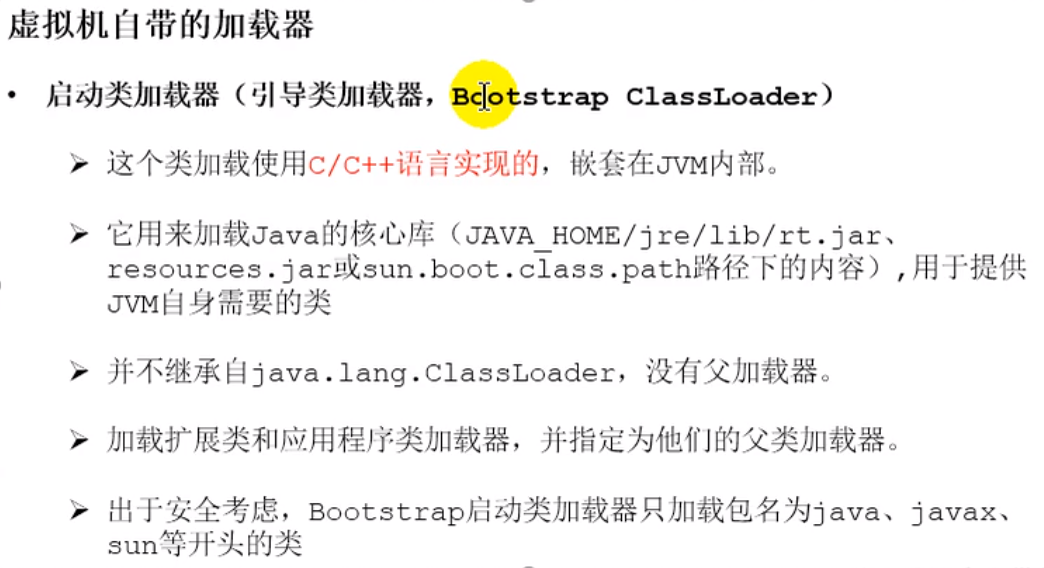 虚拟机自带的加载器
• 启动类加载器（引导类加载器，Bootstrap ClassLoader）
➢ 这个类加载使用C/C++语言实现的，嵌套在JVM内部。
➢ 它用来加载Java的核心库（JAVA_HOME/jre/lib/rt.jar、
resources.jar或sun.boot.class.path路径下的内容）,用于提供
JVM自身需要的类
➢ 并不继承自java.lang.ClassLoader，没有父加载器。
➢ 加载扩展类和应用程序类加载器，并指定为他们的父类加载器。
➢ 出于安全考虑，Bootstrap启动类加载器只加载包名为java、javax、
sun等开头的类